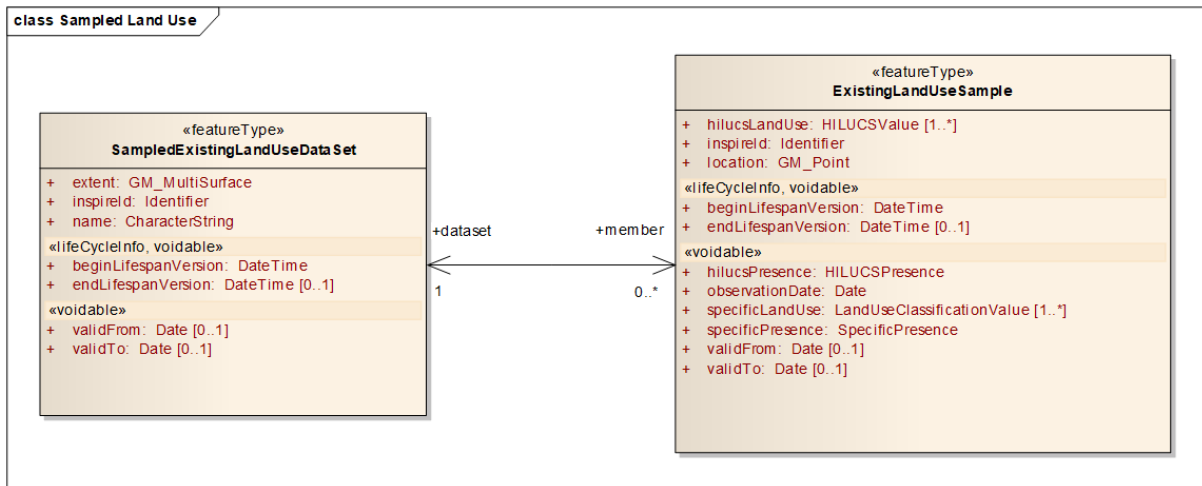 class Sampled Land Use
«featureType»
SampledExistingLandUseDataSet
+ extent: GM_MultiSurface
+ inspireId: Identifier
+ name: CharacterString
«lifeCycleInfo, voidable»
+ beginLifespanVersion: DateTime
+ endLifespanVersion: DateTime [0..1]
«voidable»
+ validFrom: Date [0..1]
+ validTo: Date [0..1]
+dataset
1
+member
0..*
«featureType»
ExistingLandUseSample
+ hilucsLandUse: HILUCSValue [1..*]
+ inspireId: Identifier
+ location: GM_Point
«lifeCycleInfo, voidable»
+ beginLifespanVersion: DateTime
+ endLifespanVersion: DateTime [0..1]
«voidable»
+ hilucsPresence: HILUCSPresence
+ observationDate: Date
+ specificLandUse: LandUseClassificationValue [1..*]
+ specificPresence: SpecificPresence
+ validFrom: Date [0..1]
+ validTo: Date [0..1]